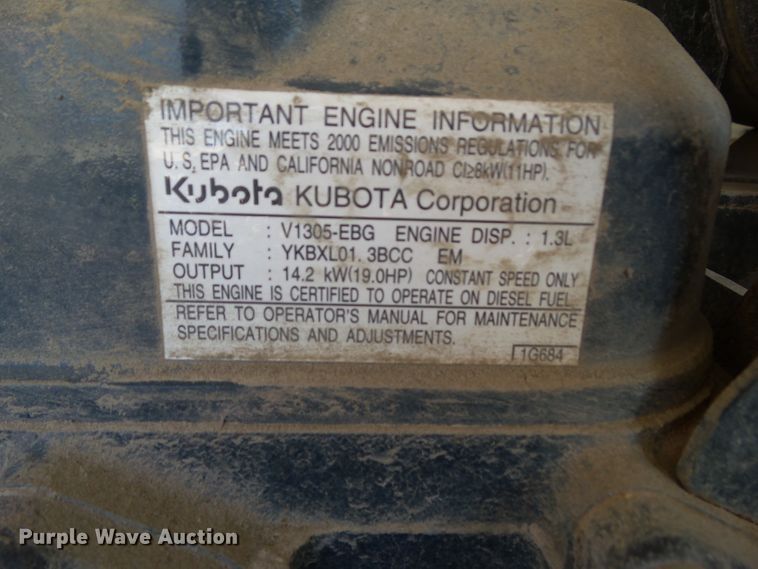 IMPORTANT ENGINE INFORMATION
THIS ENGINE MEETS 2000 EMISSIONS REGULATIONS FOR
U. S. EPA AND CALIFORNIA NONROAD CI≥8kW(11HP).
Kubota KUBOTA Corporation
MODEL : V1305-EBG ENGINE DISP. : 1.3L
FAMILY : YKBXL01. 3BCC EM
OUTPUT : 14.2 kW(19.0HP) CONSTANT SPEED ONLY
THIS ENGINE IS CERTIFIED TO OPERATE ON DIESEL FUEL
REFER TO OPERATOR'S MANUAL FOR MAINTENANCE
SPECIFICATIONS AND ADJUSTMENTS.
1G684
Purple Wave Auction